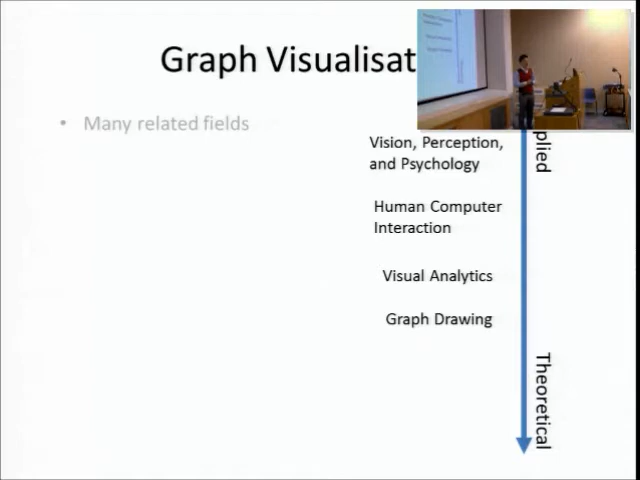 Graph Visualisat
• Many related fields
plied
Vision, Perception,
and Psychology
Human Computer
Interaction
Visual Analytics
Graph Drawing
Theoretical